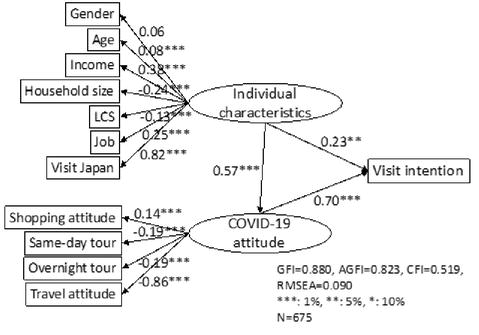 Gender
0.06
Age
0.08***
Income
0.38***
Household size
-0.24***
LCS
-0.13***
Job
0.25***
Visit Japan
0.82***
Individual
characteristics
0.23**
0.57***
Visit intention
0.70***
Shopping attitude
0.14***
Same-day tour
-0.19***
Overnight tour
-0.19***
Travel attitude
-0.86***
COVID-19
attitude
GFI=0.880, AGFI=0.823, CFI=0.519,
RMSEA=0.090
***: 1%, **: 5%, *: 10%
N=675